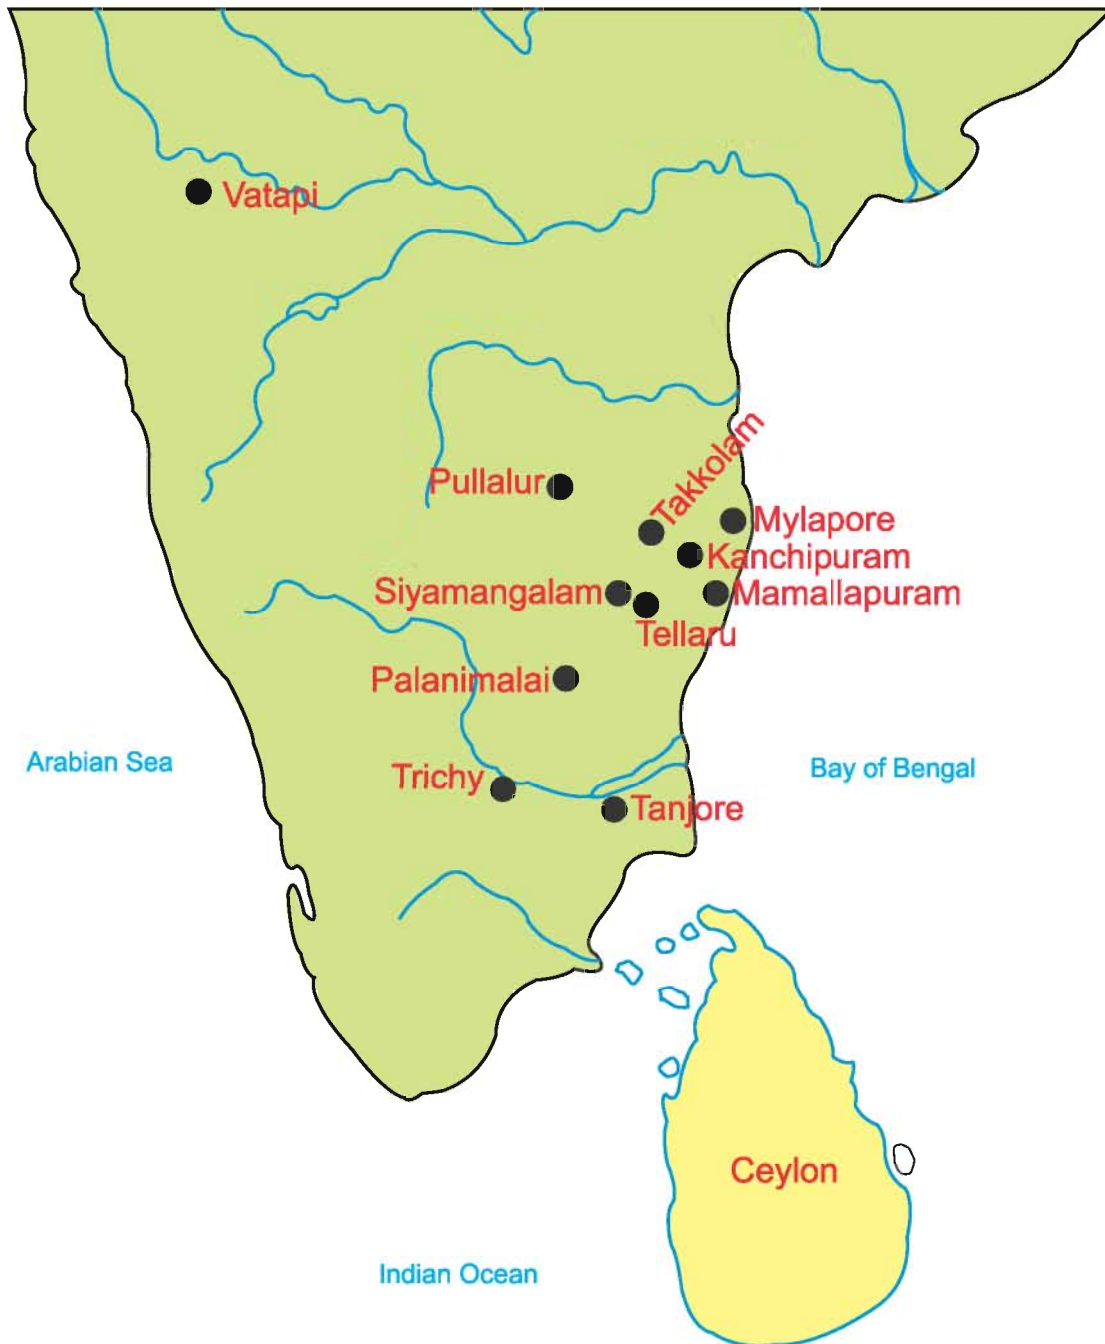 Vatapi
Takkolam
Pullalur
Mylapore
Kanchipuram
Siyamangalam
Mamallapuram
Tellaru
Palanimalai
Arabian Sea
Bay of Bengal
Trichy
Tanjore
Ceylon
Indian Ocean